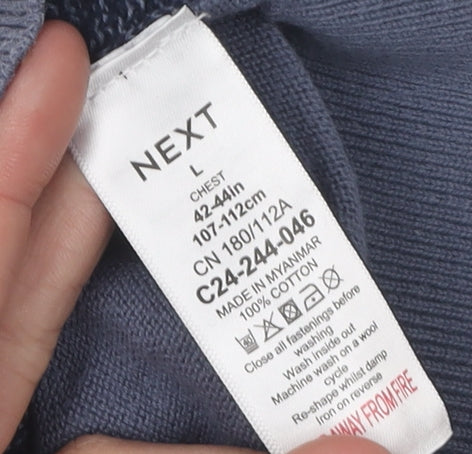 NEXT
L
CHEST
42-44in
107-112cm
CN 180/112A
C24-244-046
MADE IN MYANMAR
100% COTTON
Close all fastenings before
washing
Wash inside out
Machine wash on a wool
cycle
Re-shape whilst damp
Iron on reverse
AWAY FROM FIRE